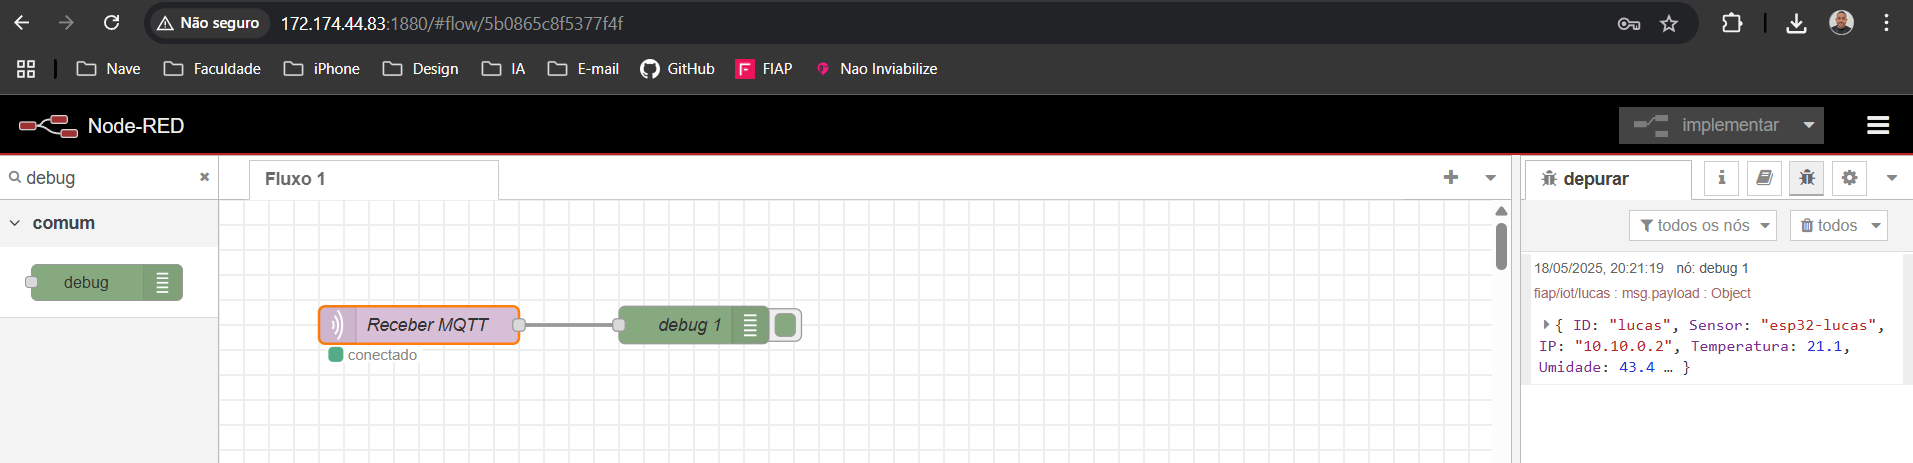 Não seguro
172.174.44.83:1880/#flow/5b0865c8f5377f4f
Nave
Faculdade
iPhone
Design
IA
E-mail
GitHub
F
FIAP
Nao Inviabilize
Node-RED
implementar
debug
Fluxo 1
depurar
comum
todos os nós
todos
debug
18/05/2025, 20:21:19 nó: debug 1
fiap/iot/lucas : msg.payload : Object
{ ID: "lucas", Sensor: "esp32-lucas",
IP: "10.10.0.2", Temperatura: 21.1,
Umidade: 43.4 … }
Receber MQTT
debug 1
conectado